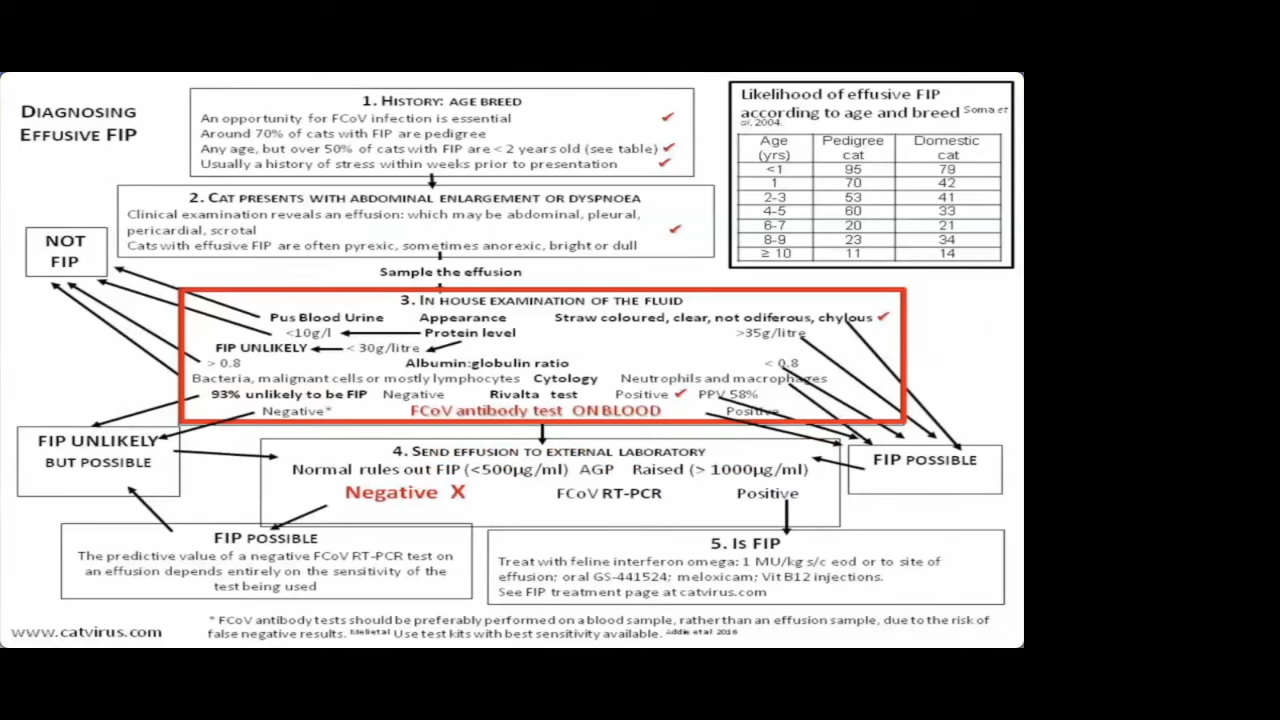 DIAGNOSING
EFFUSIVE FIP
1. HISTORY: AGE BREED
An opportunity for FCoV infection is essential ✓
Around 70% of cats with FIP are pedigree
Any age, but over 50% of cats with FIP are < 2 years old (see table) ✓
Usually a history of stress within weeks prior to presentation ✓
Likelihood of effusive FIP
according to age and breed Soma et
al, 2004.
Age (yrs) Pedigree cat Domestic cat
<1 95 79
1 70 42
2-3 53 41
4-5 60 33
6-7 20 21
8-9 23 34
≥ 10 11 14
2. CAT PRESENTS WITH ABDOMINAL ENLARGEMENT OR DYSPNOEA
Clinical examination reveals an effusion: which may be abdominal, pleural,
pericardial, scrotal ✓
Cats with effusive FIP are often pyrexic, sometimes anorexic, bright or dull
NOT
FIP
Sample the effusion
3. IN HOUSE EXAMINATION OF THE FLUID
Pus Blood Urine Appearance Straw coloured, clear, not odiferous, chylous ✓
<10g/l Protein level >35g/litre
FIP UNLIKELY < 30g/litre
> 0.8 Albumin:globulin ratio < 0.8
Bacteria, malignant cells or mostly lymphocytes Cytology Neutrophils and macrophages
93% unlikely to be FIP Negative Rivalta test Positive ✓ PPV 58%
Negative* FCoV antibody test ON BLOOD Positive
FIP UNLIKELY
BUT POSSIBLE
4. SEND EFFUSION TO EXTERNAL LABORATORY
Normal rules out FIP (<500µg/ml) AGP Raised (> 1000µg/ml)
Negative X FCoV RT-PCR Positive
FIP POSSIBLE
FIP POSSIBLE
The predictive value of a negative FCoV RT-PCR test on
an effusion depends entirely on the sensitivity of the
test being used
5. IS FIP
Treat with feline interferon omega: 1 MU/kg s/c eod or to site of
effusion; oral GS-441524; meloxicam; Vit B12 injections.
See FIP treatment page at catvirus.com
www.catvirus.com
* FCoV antibody tests should be preferably performed on a blood sample, rather than an effusion sample, due to the risk of
false negative results. Meli et al Use test kits with best sensitivity available. Addie et al 2016